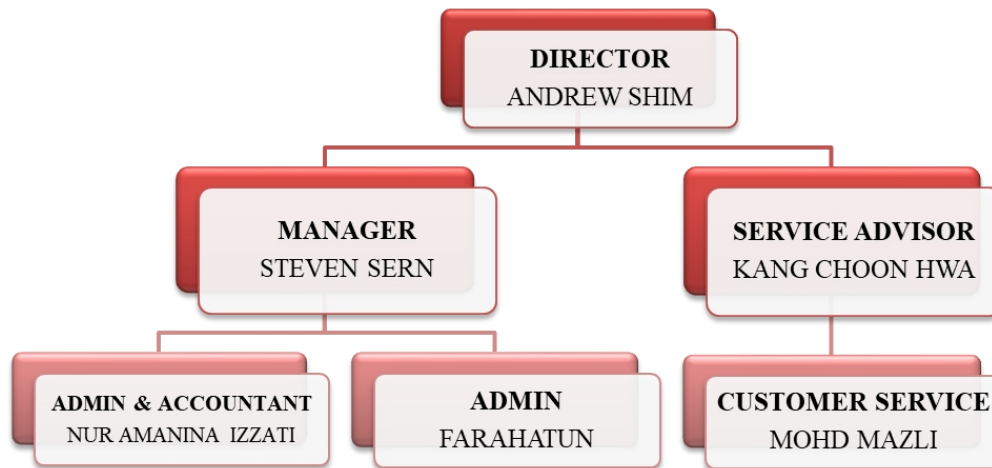 DIRECTOR
ANDREW SHIM
MANAGER
STEVEN SERN
SERVICE ADVISOR
KANG CHOON HWA
ADMIN & ACCOUNTANT
NUR AMANINA IZZATI
ADMIN
FARAHATUN
CUSTOMER SERVICE
MOHD MAZLI